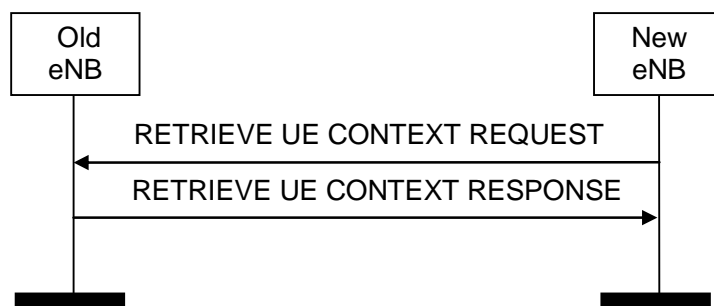 Old
eNB
New
eNB
RETRIEVE UE CONTEXT REQUEST
RETRIEVE UE CONTEXT RESPONSE